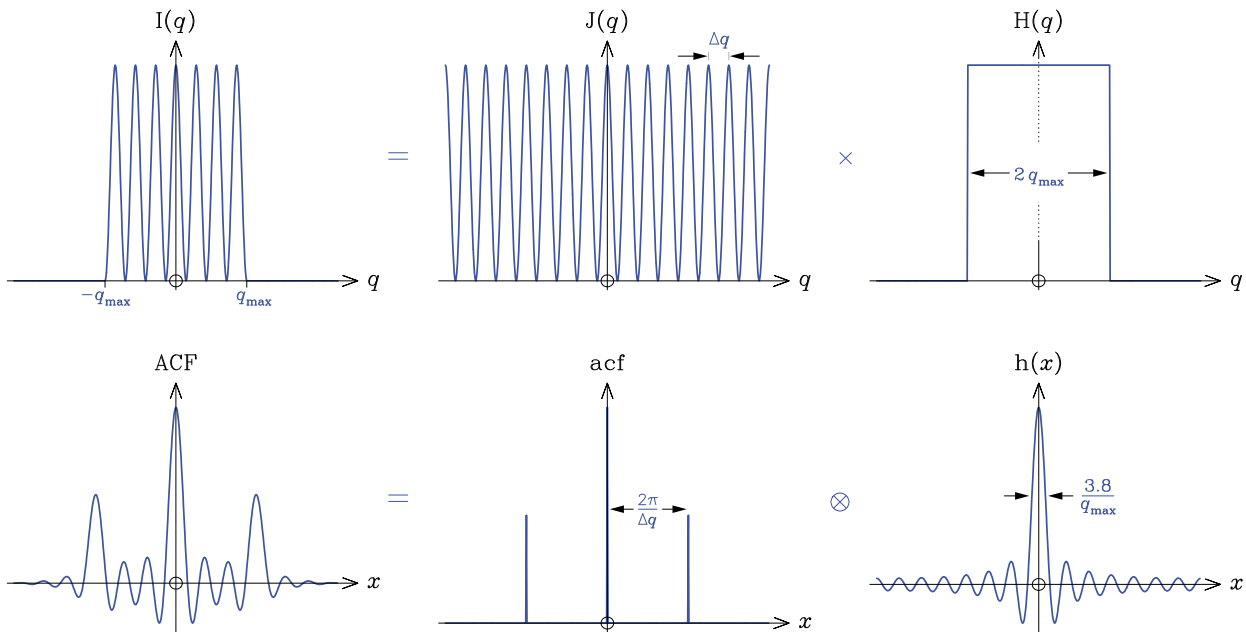 I(q)
J(q)
H(q)
Δq
=
×
2 q_max
q
q
q
−q_max
q_max
ACF
acf
h(x)
=
2π/Δq
⊗
3.8/q_max
x
x
x